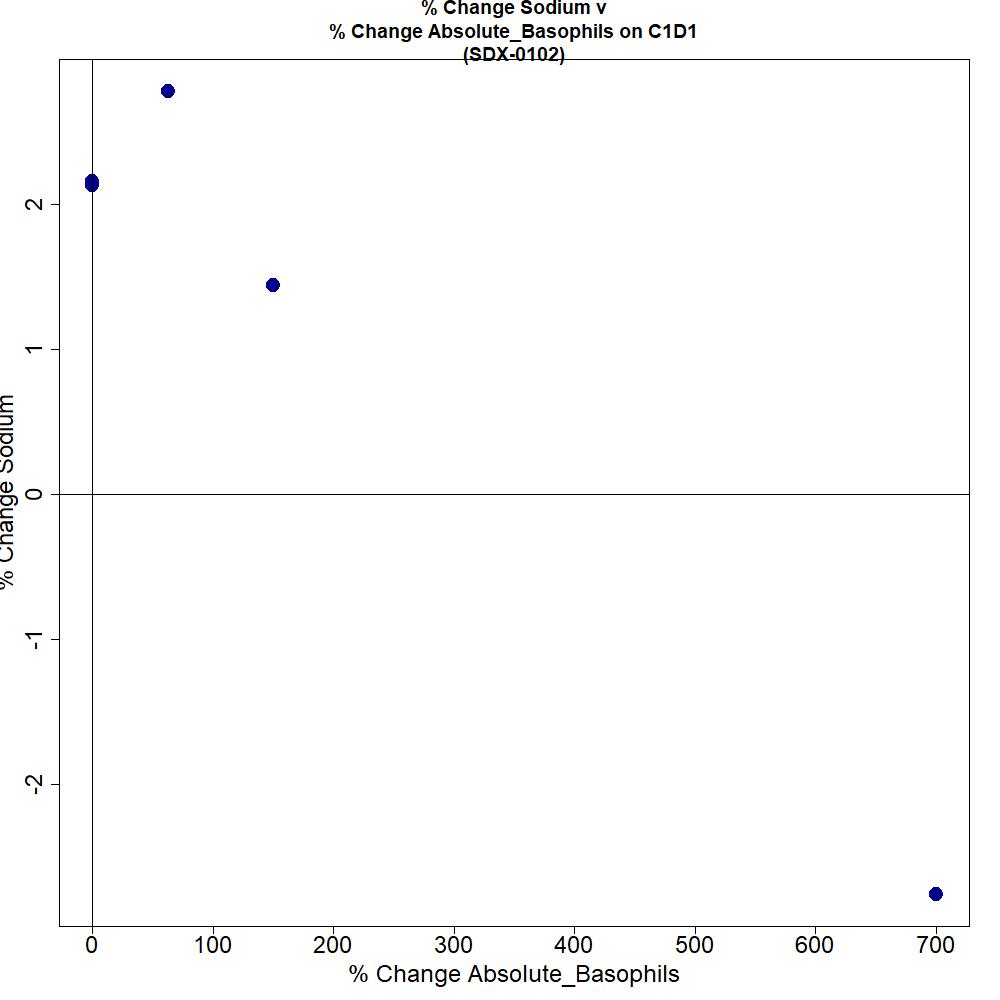 % Change Sodium v
% Change Absolute_Basophils on C1D1
(SDX-0102)
% Change Sodium
2
1
0
-1
-2
0 100 200 300 400 500 600 700
% Change Absolute_Basophils